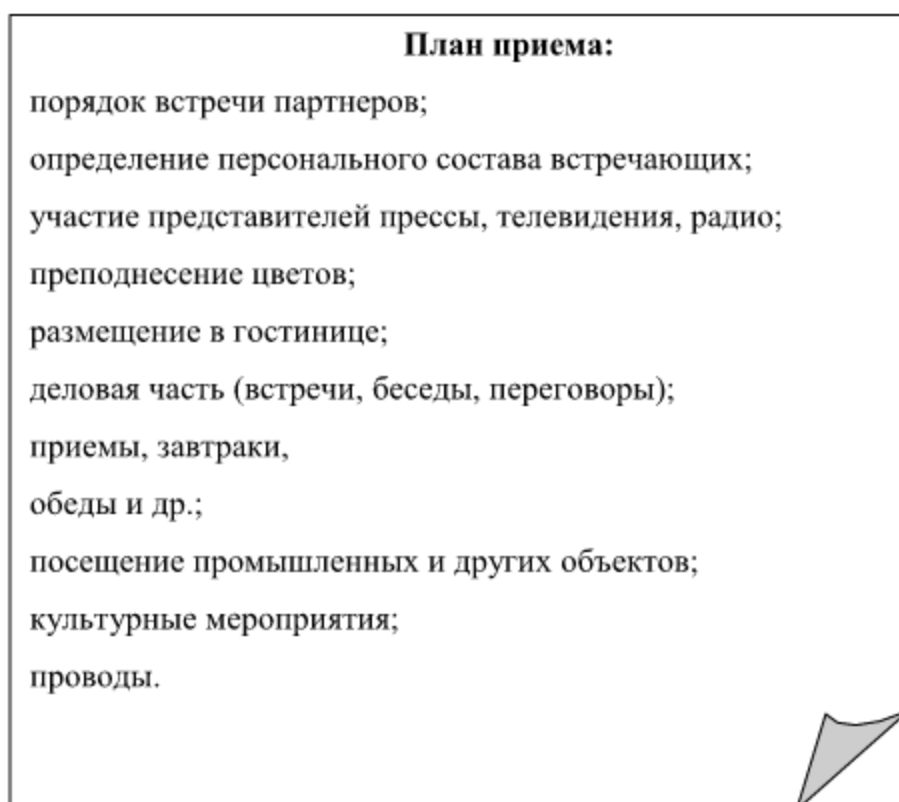 План приема:
порядок встречи партнеров;
определение персонального состава встречающих;
участие представителей прессы, телевидения, радио;
преподнесение цветов;
размещение в гостинице;
деловая часть (встречи, беседы, переговоры);
приемы, завтраки,
обеды и др.;
посещение промышленных и других объектов;
культурные мероприятия;
проводы.